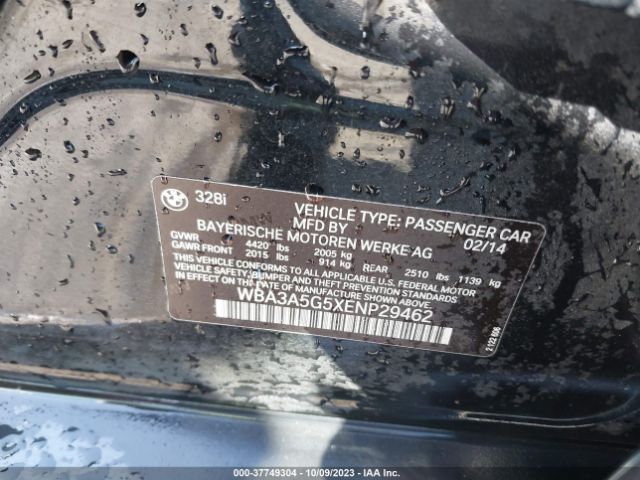 328i
VEHICLE TYPE: PASSENGER CAR
MFD BY 02/14
BAYERISCHE MOTOREN WERKE AG
GVWR 4420 lbs 2005 kg
GAWR FRONT 2015 lbs 914 kg REAR 2510 lbs 1139 kg
VEHICLE CONFORMS TO ALL APPLICABLE U.S. FEDERAL MOTOR
VEHICLE SAFETY, BUMPER AND THEFT PREVENTION STANDARDS
IN EFFECT ON THE DATE OF MANUFACTURE SHOWN ABOVE.
WBA3A5G5XENP29462
2 122 606
000-37749304 | 10/09/2023 | IAA Inc.